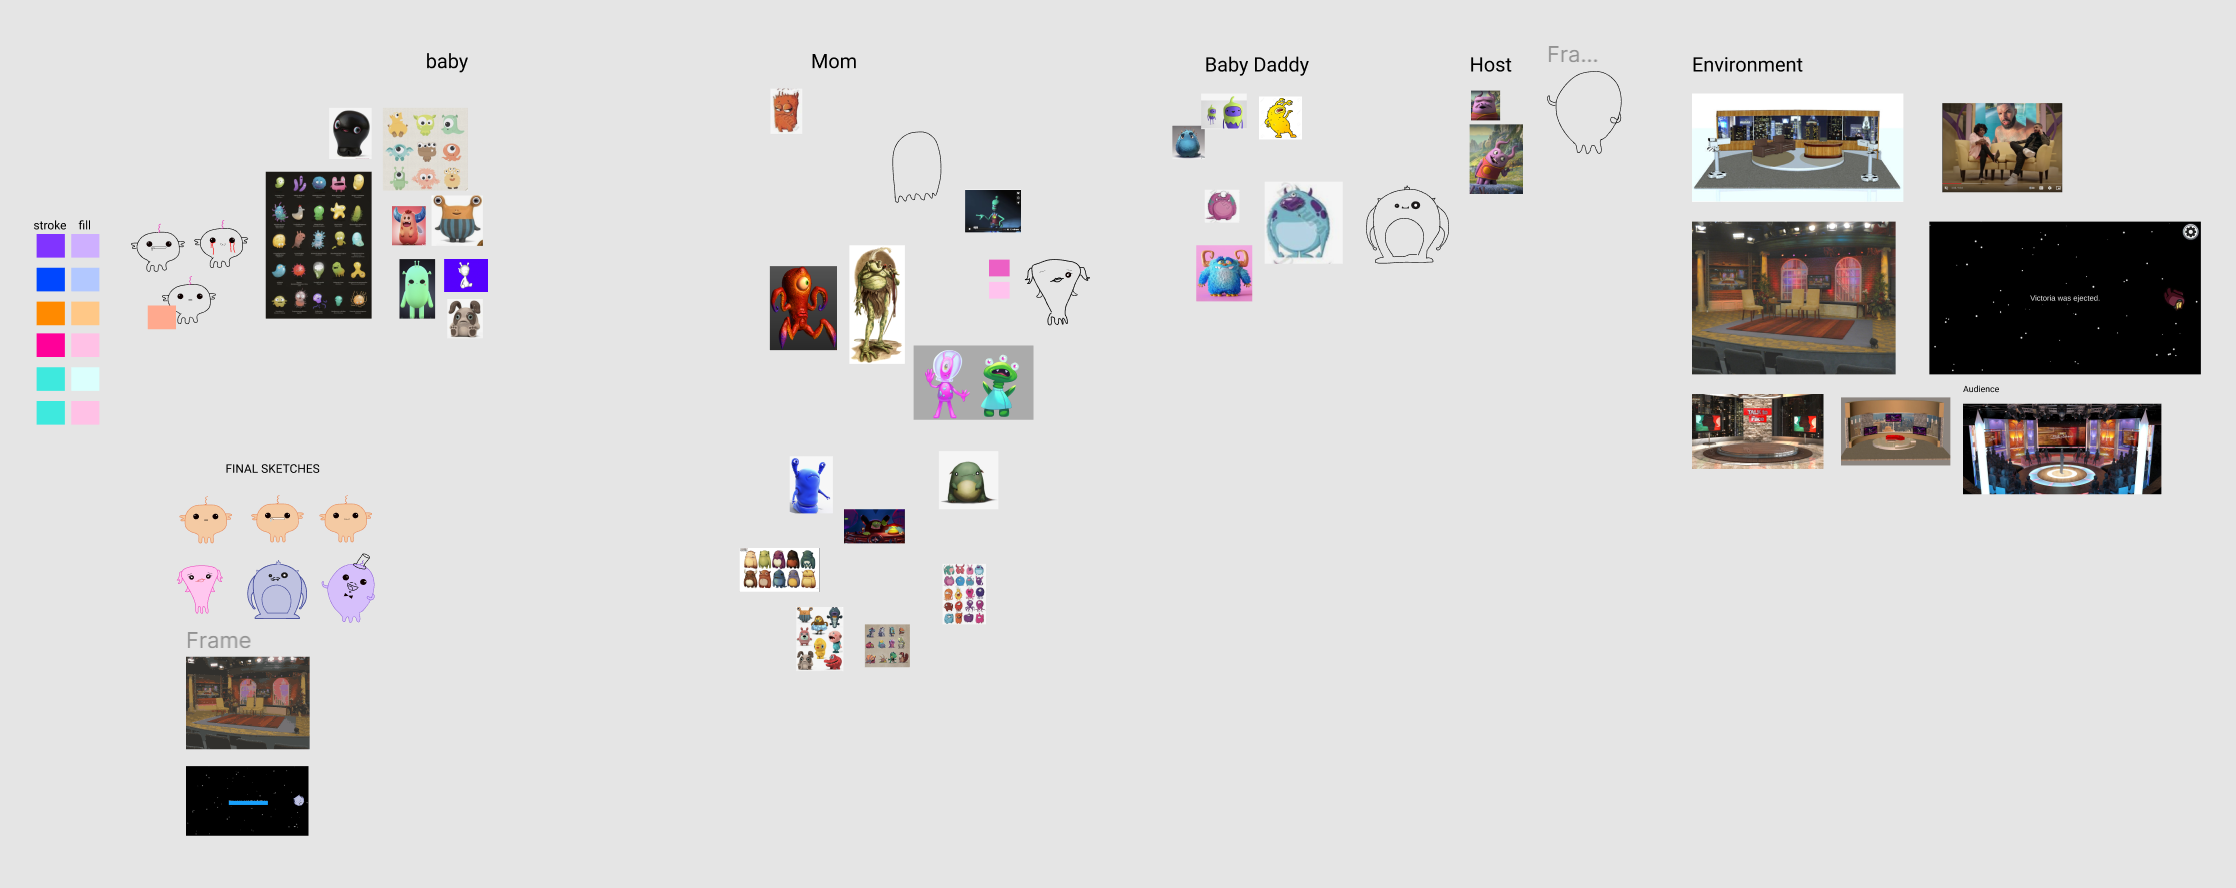 baby
Mom
Baby Daddy
Host
Fra...
Environment
stroke
fill
Victoria was ejected.
Audience
FINAL SKETCHES
Frame